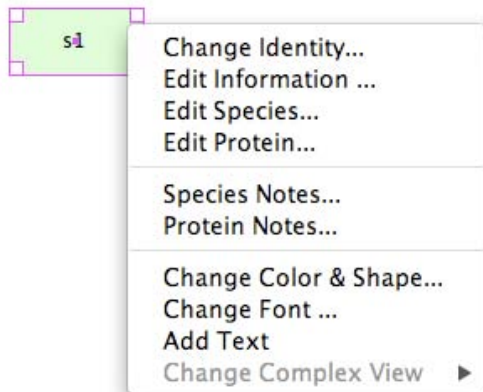 s1
Change Identity...
Edit Information ...
Edit Species...
Edit Protein...
Species Notes...
Protein Notes...
Change Color & Shape...
Change Font ...
Add Text
Change Complex View